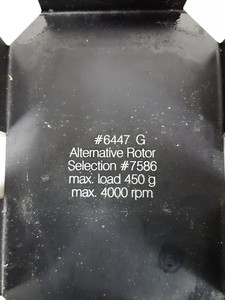 #6447 G
Alternative Rotor
Selection #7586
max. load 450 g
max. 4000 rpm